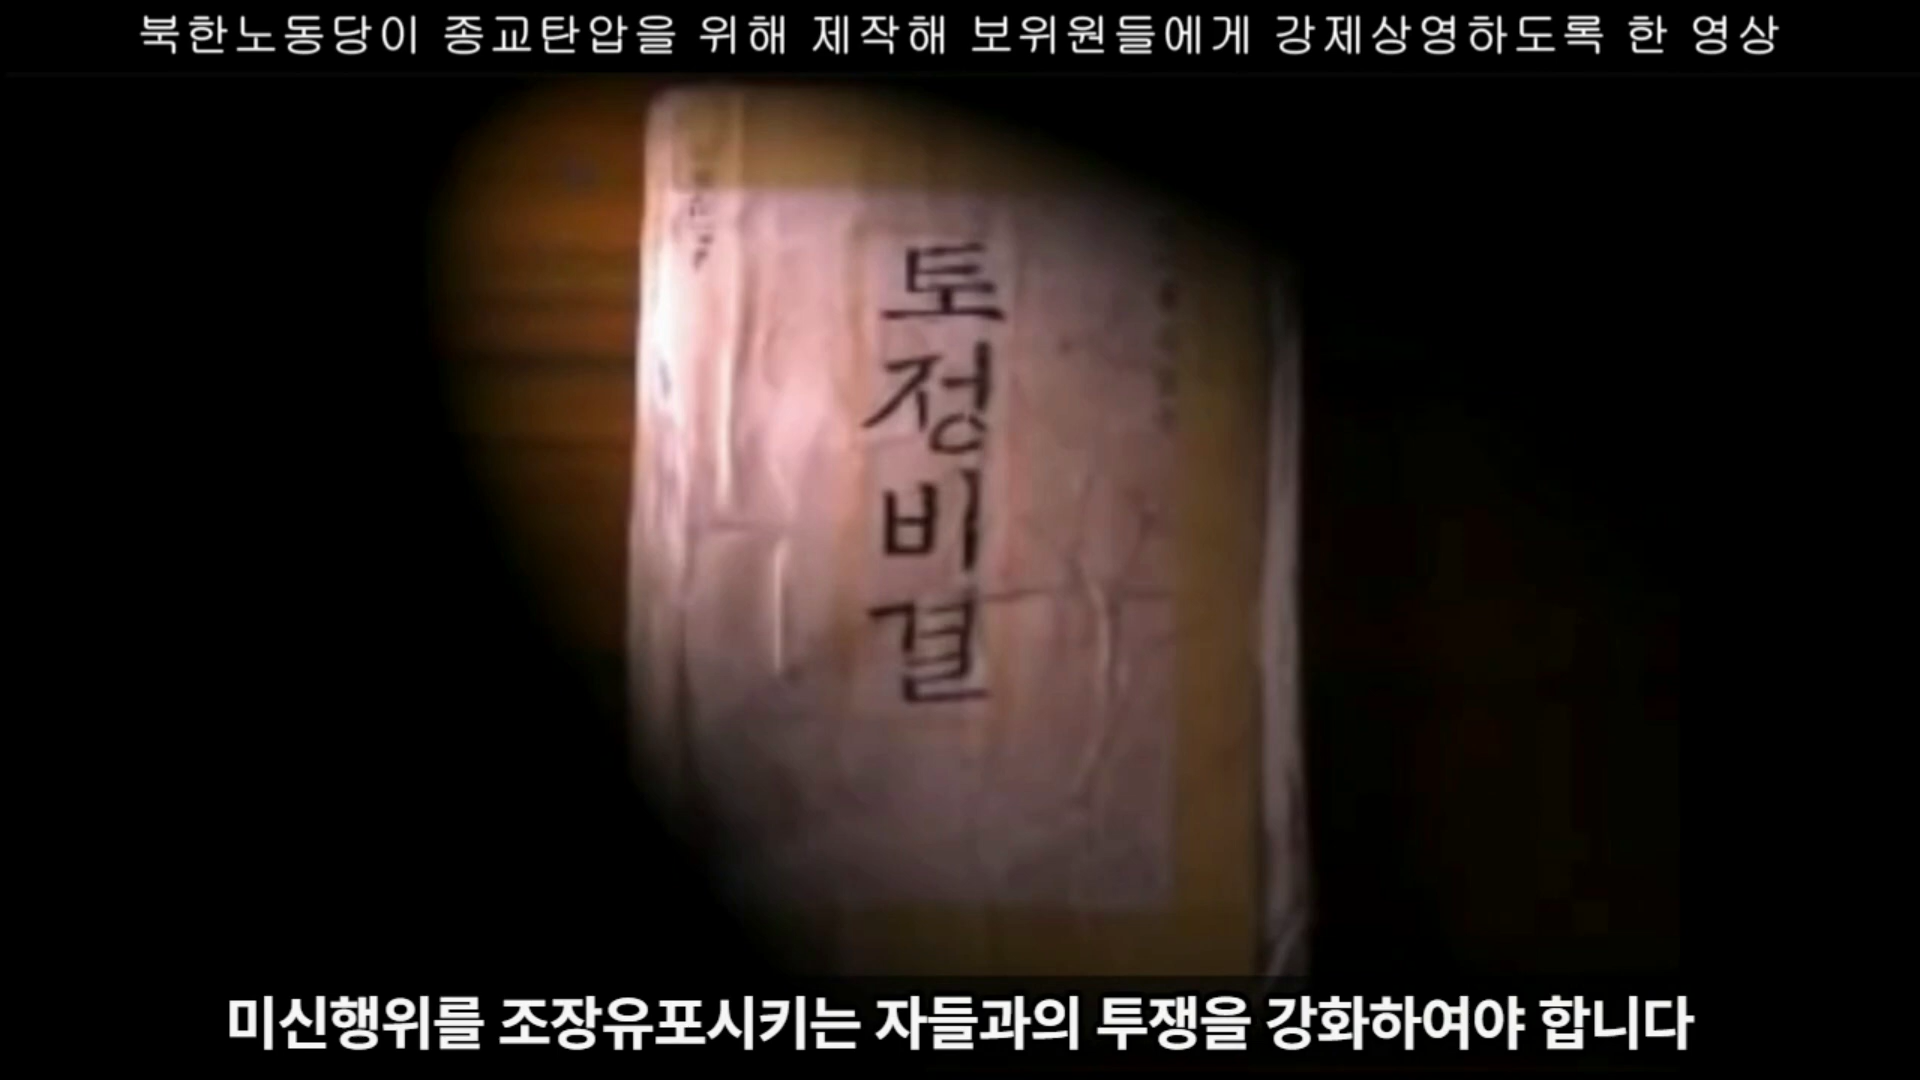 북한노동당이 종교탄압을 위해 제작해 보위원들에게 강제상영하도록 한 영상
토정비결
미신행위를 조장유포시키는 자들과의 투쟁을 강화하여야 합니다